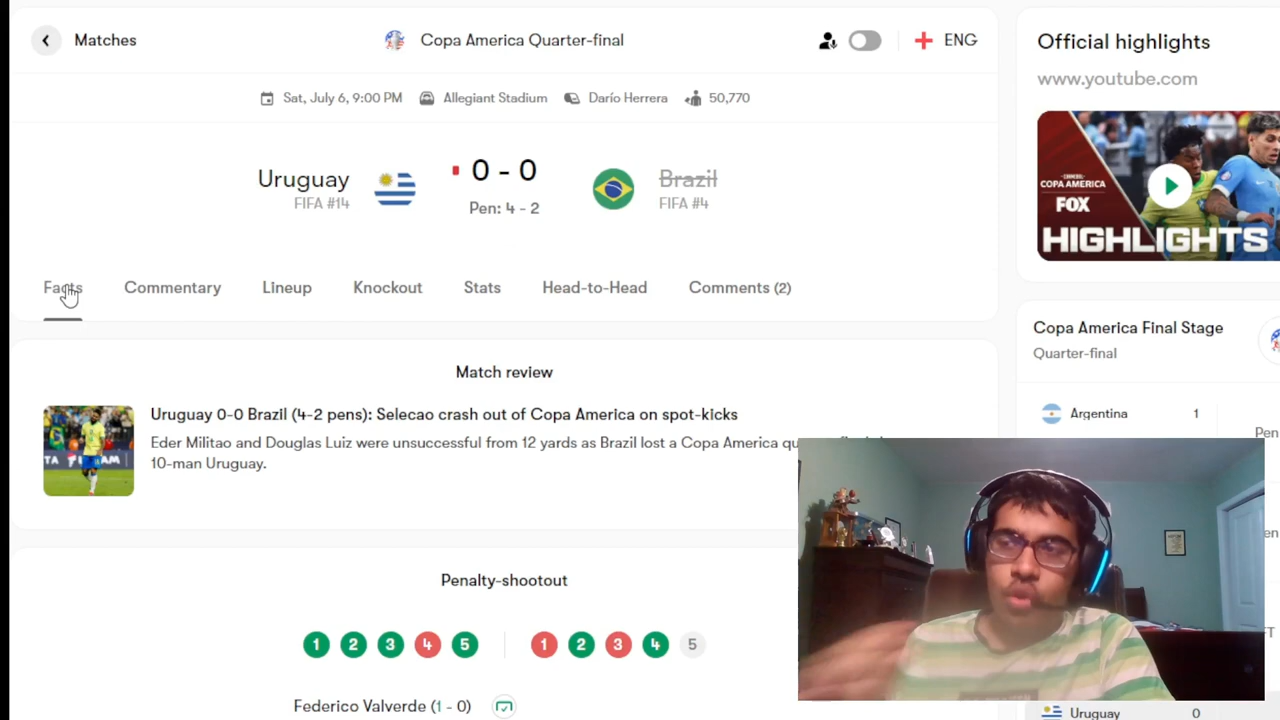 Matches
Copa America Quarter-final
ENG
Sat, July 6, 9:00 PM Allegiant Stadium Darío Herrera 50,770
Uruguay
FIFA #14
0 - 0
Pen: 4 - 2
Brazil
FIFA #4
Facts Commentary Lineup Knockout Stats Head-to-Head Comments (2)
Match review
Uruguay 0-0 Brazil (4-2 pens): Selecao crash out of Copa America on spot-kicks
Eder Militao and Douglas Luiz were unsuccessful from 12 yards as Brazil lost a Copa America
10-man Uruguay.
Penalty-shootout
1 2 3 4 5 1 2 3 4 5
Federico Valverde (1 - 0)
Official highlights
www.youtube.com
COPA AMERICA
FOX
HIGHLIGHTS
Copa America Final Stage
Quarter-final
Argentina 1
Pen
Uruguay 0